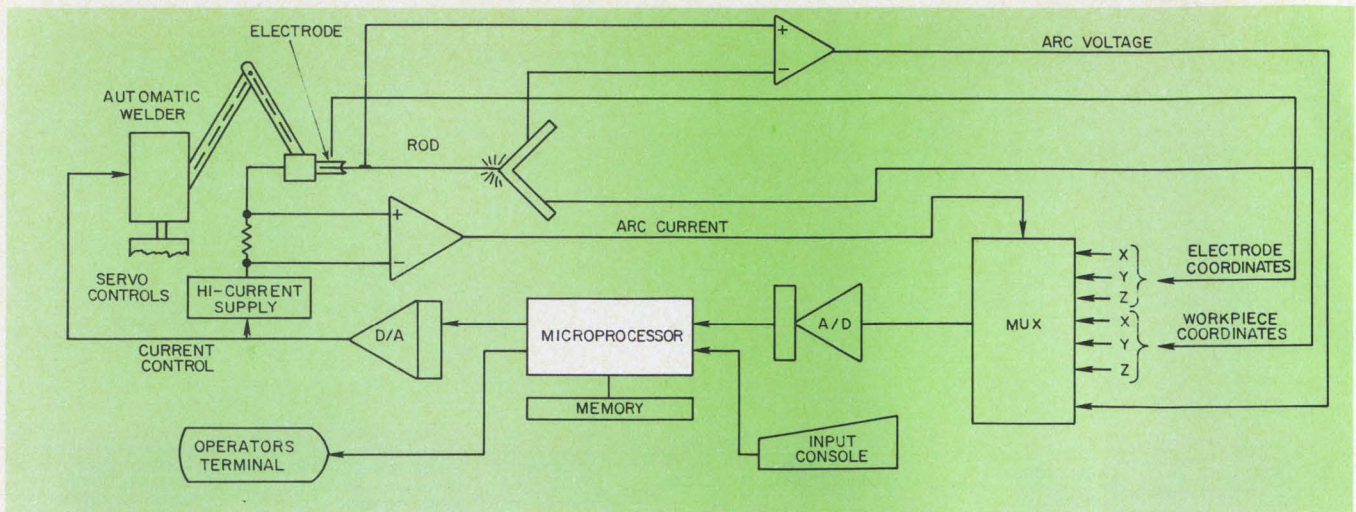 ELECTRODE
ARC VOLTAGE
+
−
AUTOMATIC
WELDER
ROD
ARC CURRENT
+
−
SERVO
CONTROLS
HI-CURRENT
SUPPLY
CURRENT
CONTROL
D/A
MICROPROCESSOR
MEMORY
A/D
MUX
X
Y
Z
ELECTRODE
COORDINATES
X
Y
Z
WORKPIECE
COORDINATES
OPERATORS
TERMINAL
INPUT
CONSOLE